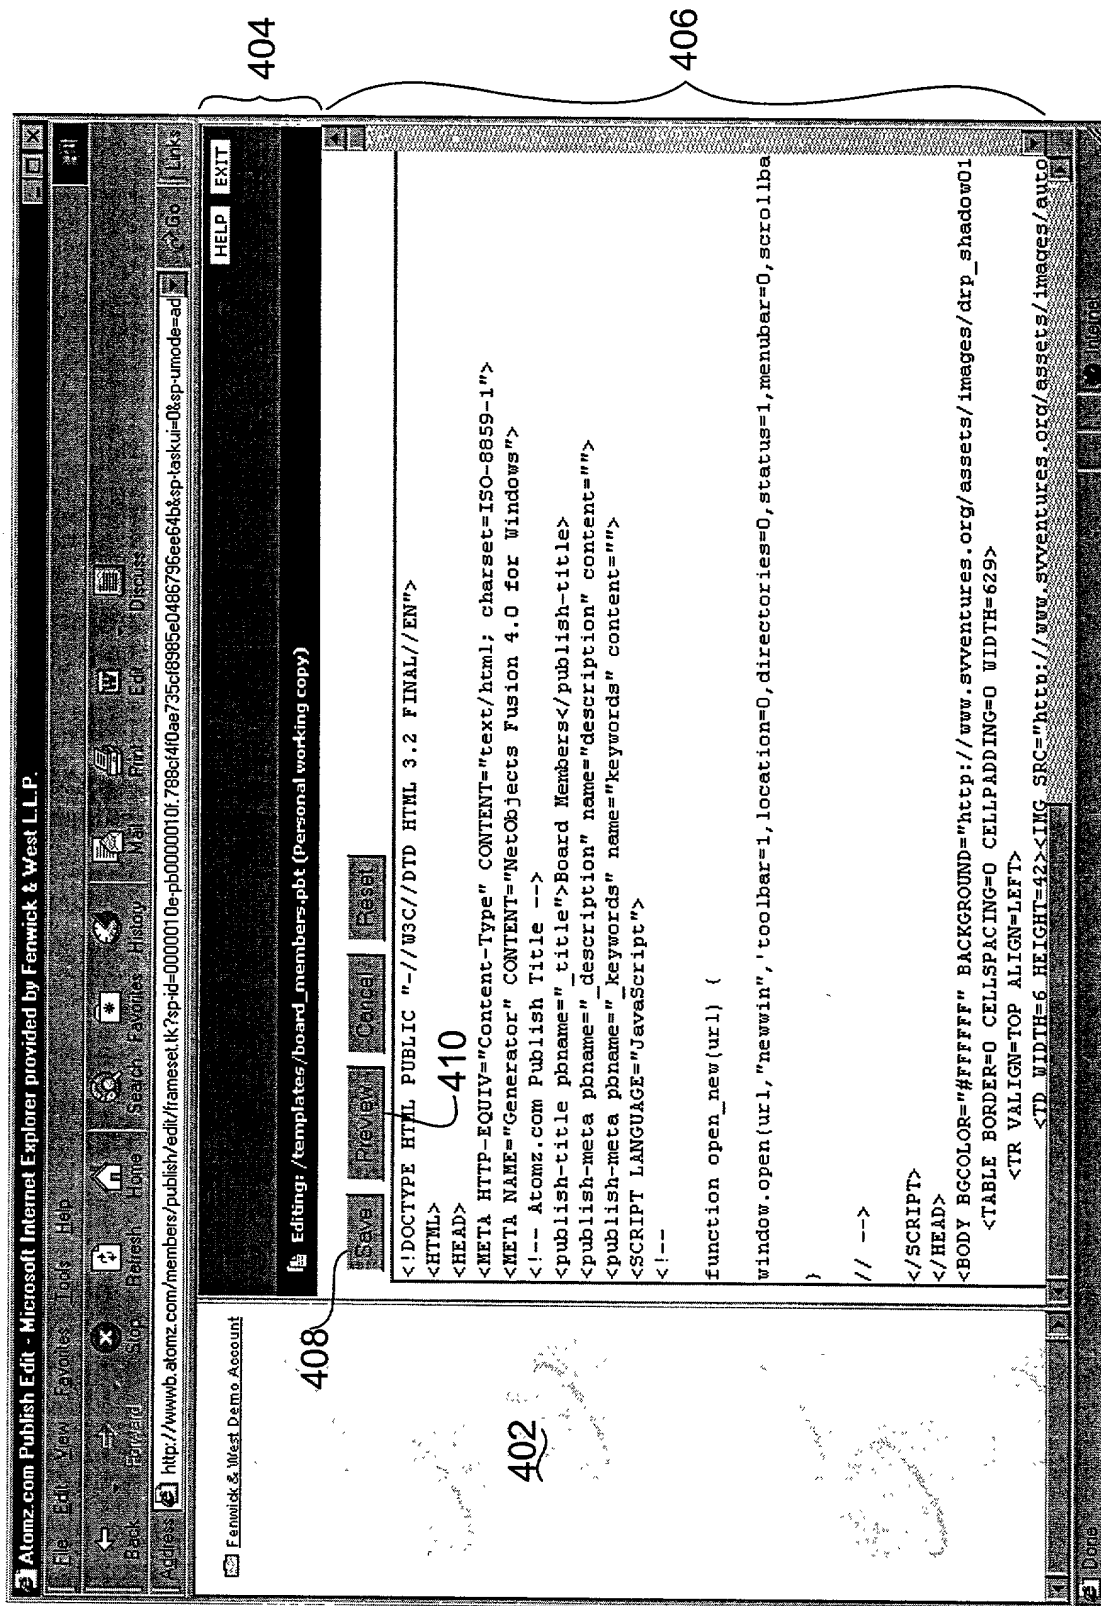 Atomz.com Publish Edit - Microsoft Internet Explorer provided by Fenwick & West L.L.P.
File Edit View Favorites Tools Help
Back Forward Stop Refresh Home Search Favorites History Mail Print Edit Discuss
Address http://wwwb.atomz.com/members/publish/edit/frameset.tk?sp-id=0000010e-pb0000010f.788cf4f0ae735cf8985e0486796ee64b&sp-taskui=0&sp-umode=ad Go Links
HELP EXIT
404
Fenwick & West Demo Account
Editing: /templates/board_members.pbt (Personal working copy)
408
Save Preview Cancel Reset
410
406
402
<!DOCTYPE HTML PUBLIC "-//W3C//DTD HTML 3.2 FINAL//EN">
<HTML>
<HEAD>
<META HTTP-EQUIV="Content-Type" CONTENT="text/html; charset=ISO-8859-1">
<META NAME="Generator" CONTENT="NetObjects Fusion 4.0 for Windows">
<!-- Atomz.com Publish Title -->
<publish-title pbname="_title">Board Members</publish-title>
<publish-meta pbname="_description" name="description" content="">
<publish-meta pbname="_keywords" name="keywords" content="">
<SCRIPT LANGUAGE="JavaScript">
<!--
function open_new(url) {
window.open(url,"newwin",'toolbar=1,location=0,directories=0,status=1,menubar=0,scrollba
}
// -->
</SCRIPT>
</HEAD>
<BODY BGCOLOR="#FFFFFF" BACKGROUND="http://www.svventures.org/assets/images/drp_shadow01
<TABLE BORDER=0 CELLSPACING=0 CELLPADDING=0 WIDTH=629>
<TR VALIGN=TOP ALIGN=LEFT>
<TD WIDTH=6 HEIGHT=42><IMG SRC="http://www.svventures.org/assets/images/auto
Done Internet